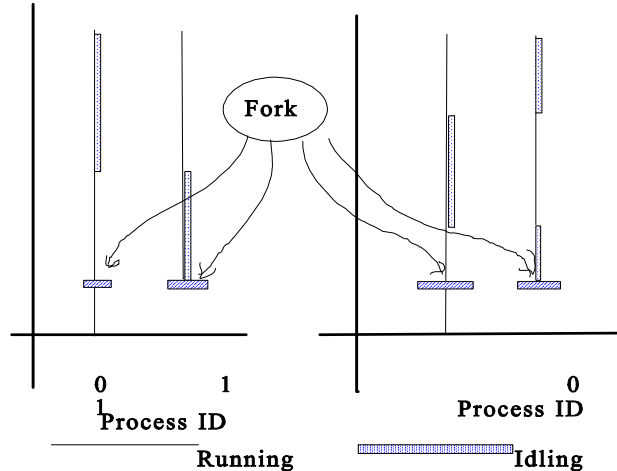 Fork
0 1 0
1
Process ID Process ID
Running Idling